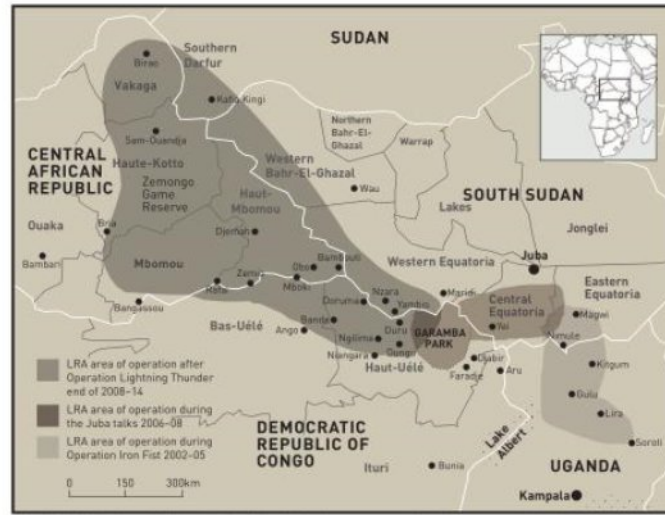 SUDAN
Southern
Darfur
Birao
Vakaga
Kafia Kingi
Northern
Bahr-El-
Ghazal
Warrap
Sam-Ouandja
CENTRAL
AFRICAN
REPUBLIC
Haute-Kotto
Western
Bahr-El-Ghazal
Zemongo
Game
Reserve
Haut-
Mbomou
Wau
SOUTH SUDAN
Lakes
Jonglei
Ouaka
Bria
Djemah
Bambari
Mbomou
Obo
Bambouti
Western Equatoria
Juba
Zemio
Mboki
Rafai
Bangassou
Doruma
Nzara
Yambio
Maridi
Central
Equatoria
Eastern
Equatoria
Yei
Magwi
Nimule
Bas-Uélé
Banda
Ango
Duru
GARAMBA
PARK
Ngilima
Gungu
Niangara
Haut-Uélé
Djabir
Faradje
Aru
Kitgum
Gulu
Lira
Soroti
LRA area of operation after
Operation Lightning Thunder
end of 2008–14
LRA area of operation during
the Juba talks 2006–08
LRA area of operation during
Operation Iron Fist 2002–05
DEMOCRATIC
REPUBLIC OF
CONGO
Lake
Albert
Ituri
Bunia
UGANDA
Kampala
0 150 300km